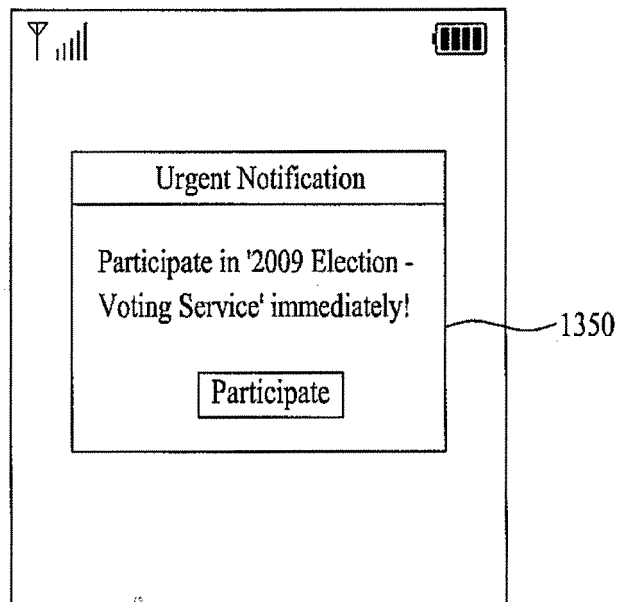 Urgent Notification
Participate in '2009 Election -
Voting Service' immediately!
1350
Participate